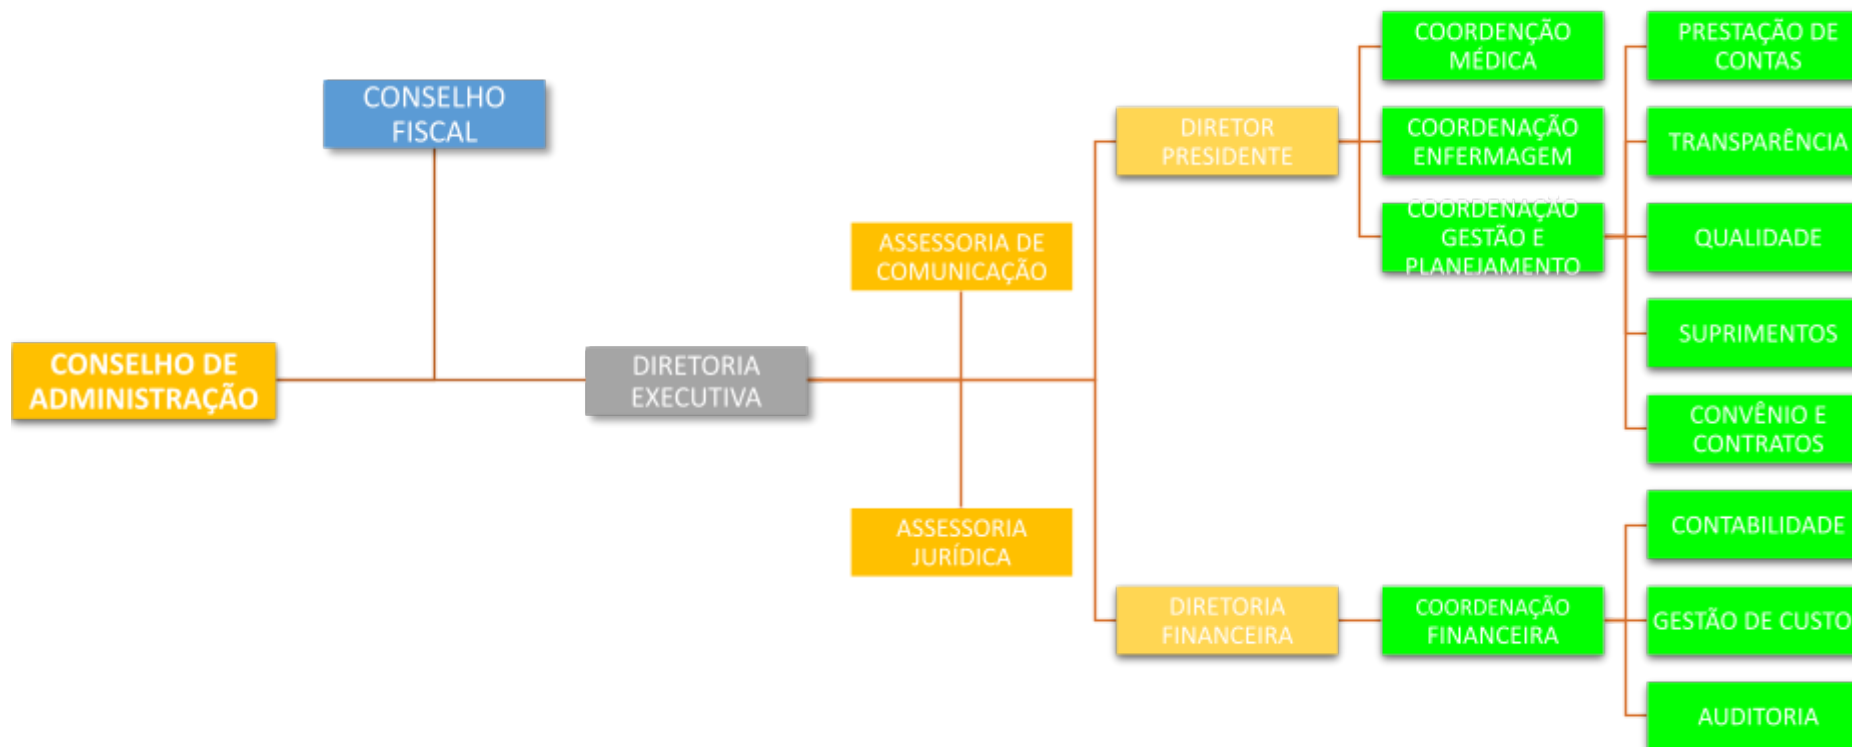 CONSELHO DE
ADMINISTRAÇÃO
CONSELHO
FISCAL
DIRETORIA
EXECUTIVA
ASSESSORIA DE
COMUNICAÇÃO
ASSESSORIA
JURÍDICA
DIRETOR
PRESIDENTE
COORDENÇÃO
MÉDICA
COORDENAÇÃO
ENFERMAGEM
COORDENAÇÃO
GESTÃO E
PLANEJAMENTO
PRESTAÇÃO DE
CONTAS
TRANSPARÊNCIA
QUALIDADE
SUPRIMENTOS
CONVÊNIO E
CONTRATOS
DIRETORIA
FINANCEIRA
COORDENAÇÃO
FINANCEIRA
CONTABILIDADE
GESTÃO DE CUSTO
AUDITORIA